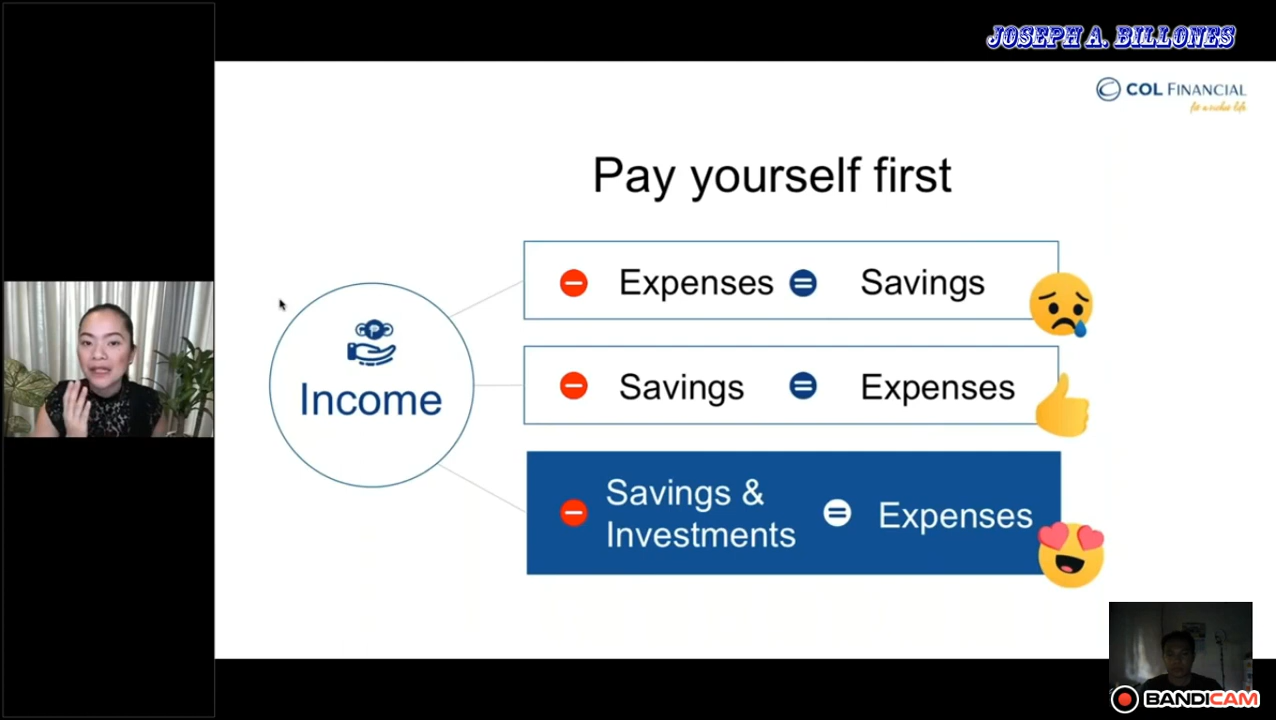 JOSEPH A. BILLONES
COL FINANCIAL
Pay yourself first
Expenses = Savings
Income
Savings = Expenses
Savings &
Investments = Expenses
BANDICAM